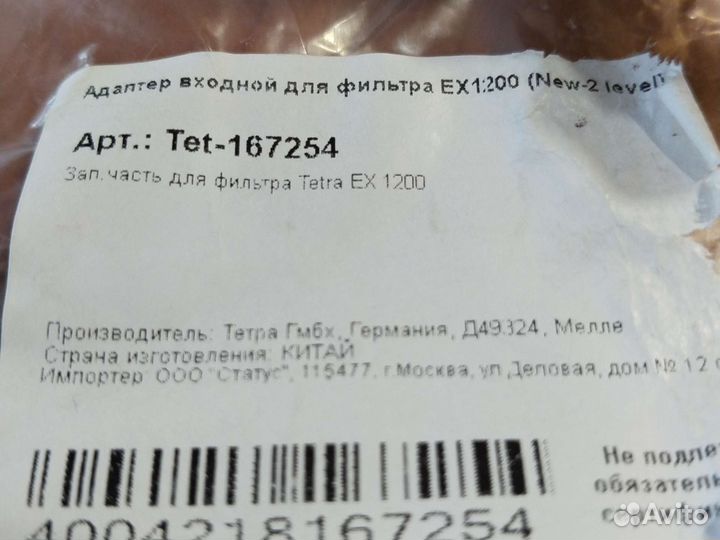 Адаптер входной для фильтра EX1200 (New-2 level)
Арт.: Tet-167254
Зап.часть для фильтра Tetra EX 1200
Производитель: Тетра Гмбх, Германия, Д49324, Мелле
Страна изготовления: КИТАЙ
Импортер: ООО "Статус", 115477, г.Москва, ул.Деловая, дом № 12
4004218167254
Не подле
обязатель
Avito